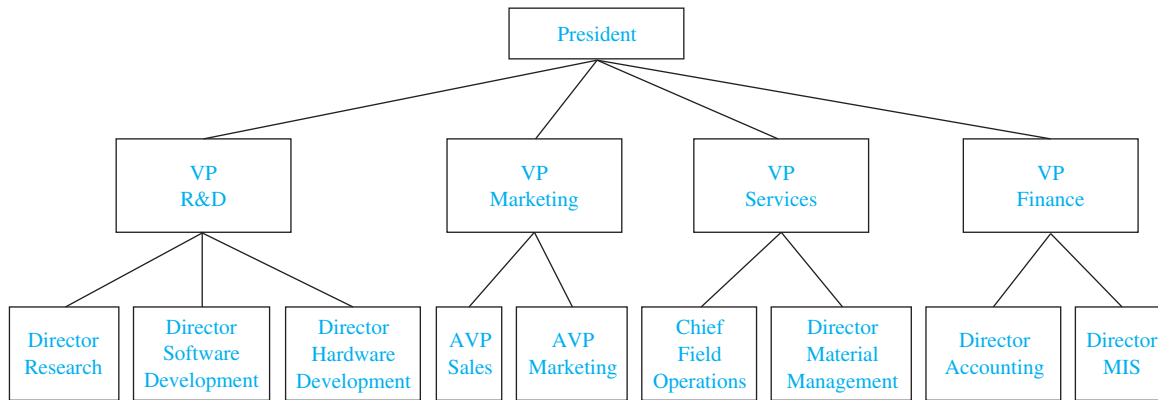 President
VP
R&D
VP
Marketing
VP
Services
VP
Finance
Director
Research
Director
Software
Development
Director
Hardware
Development
AVP
Sales
AVP
Marketing
Chief
Field
Operations
Director
Material
Management
Director
Accounting
Director
MIS